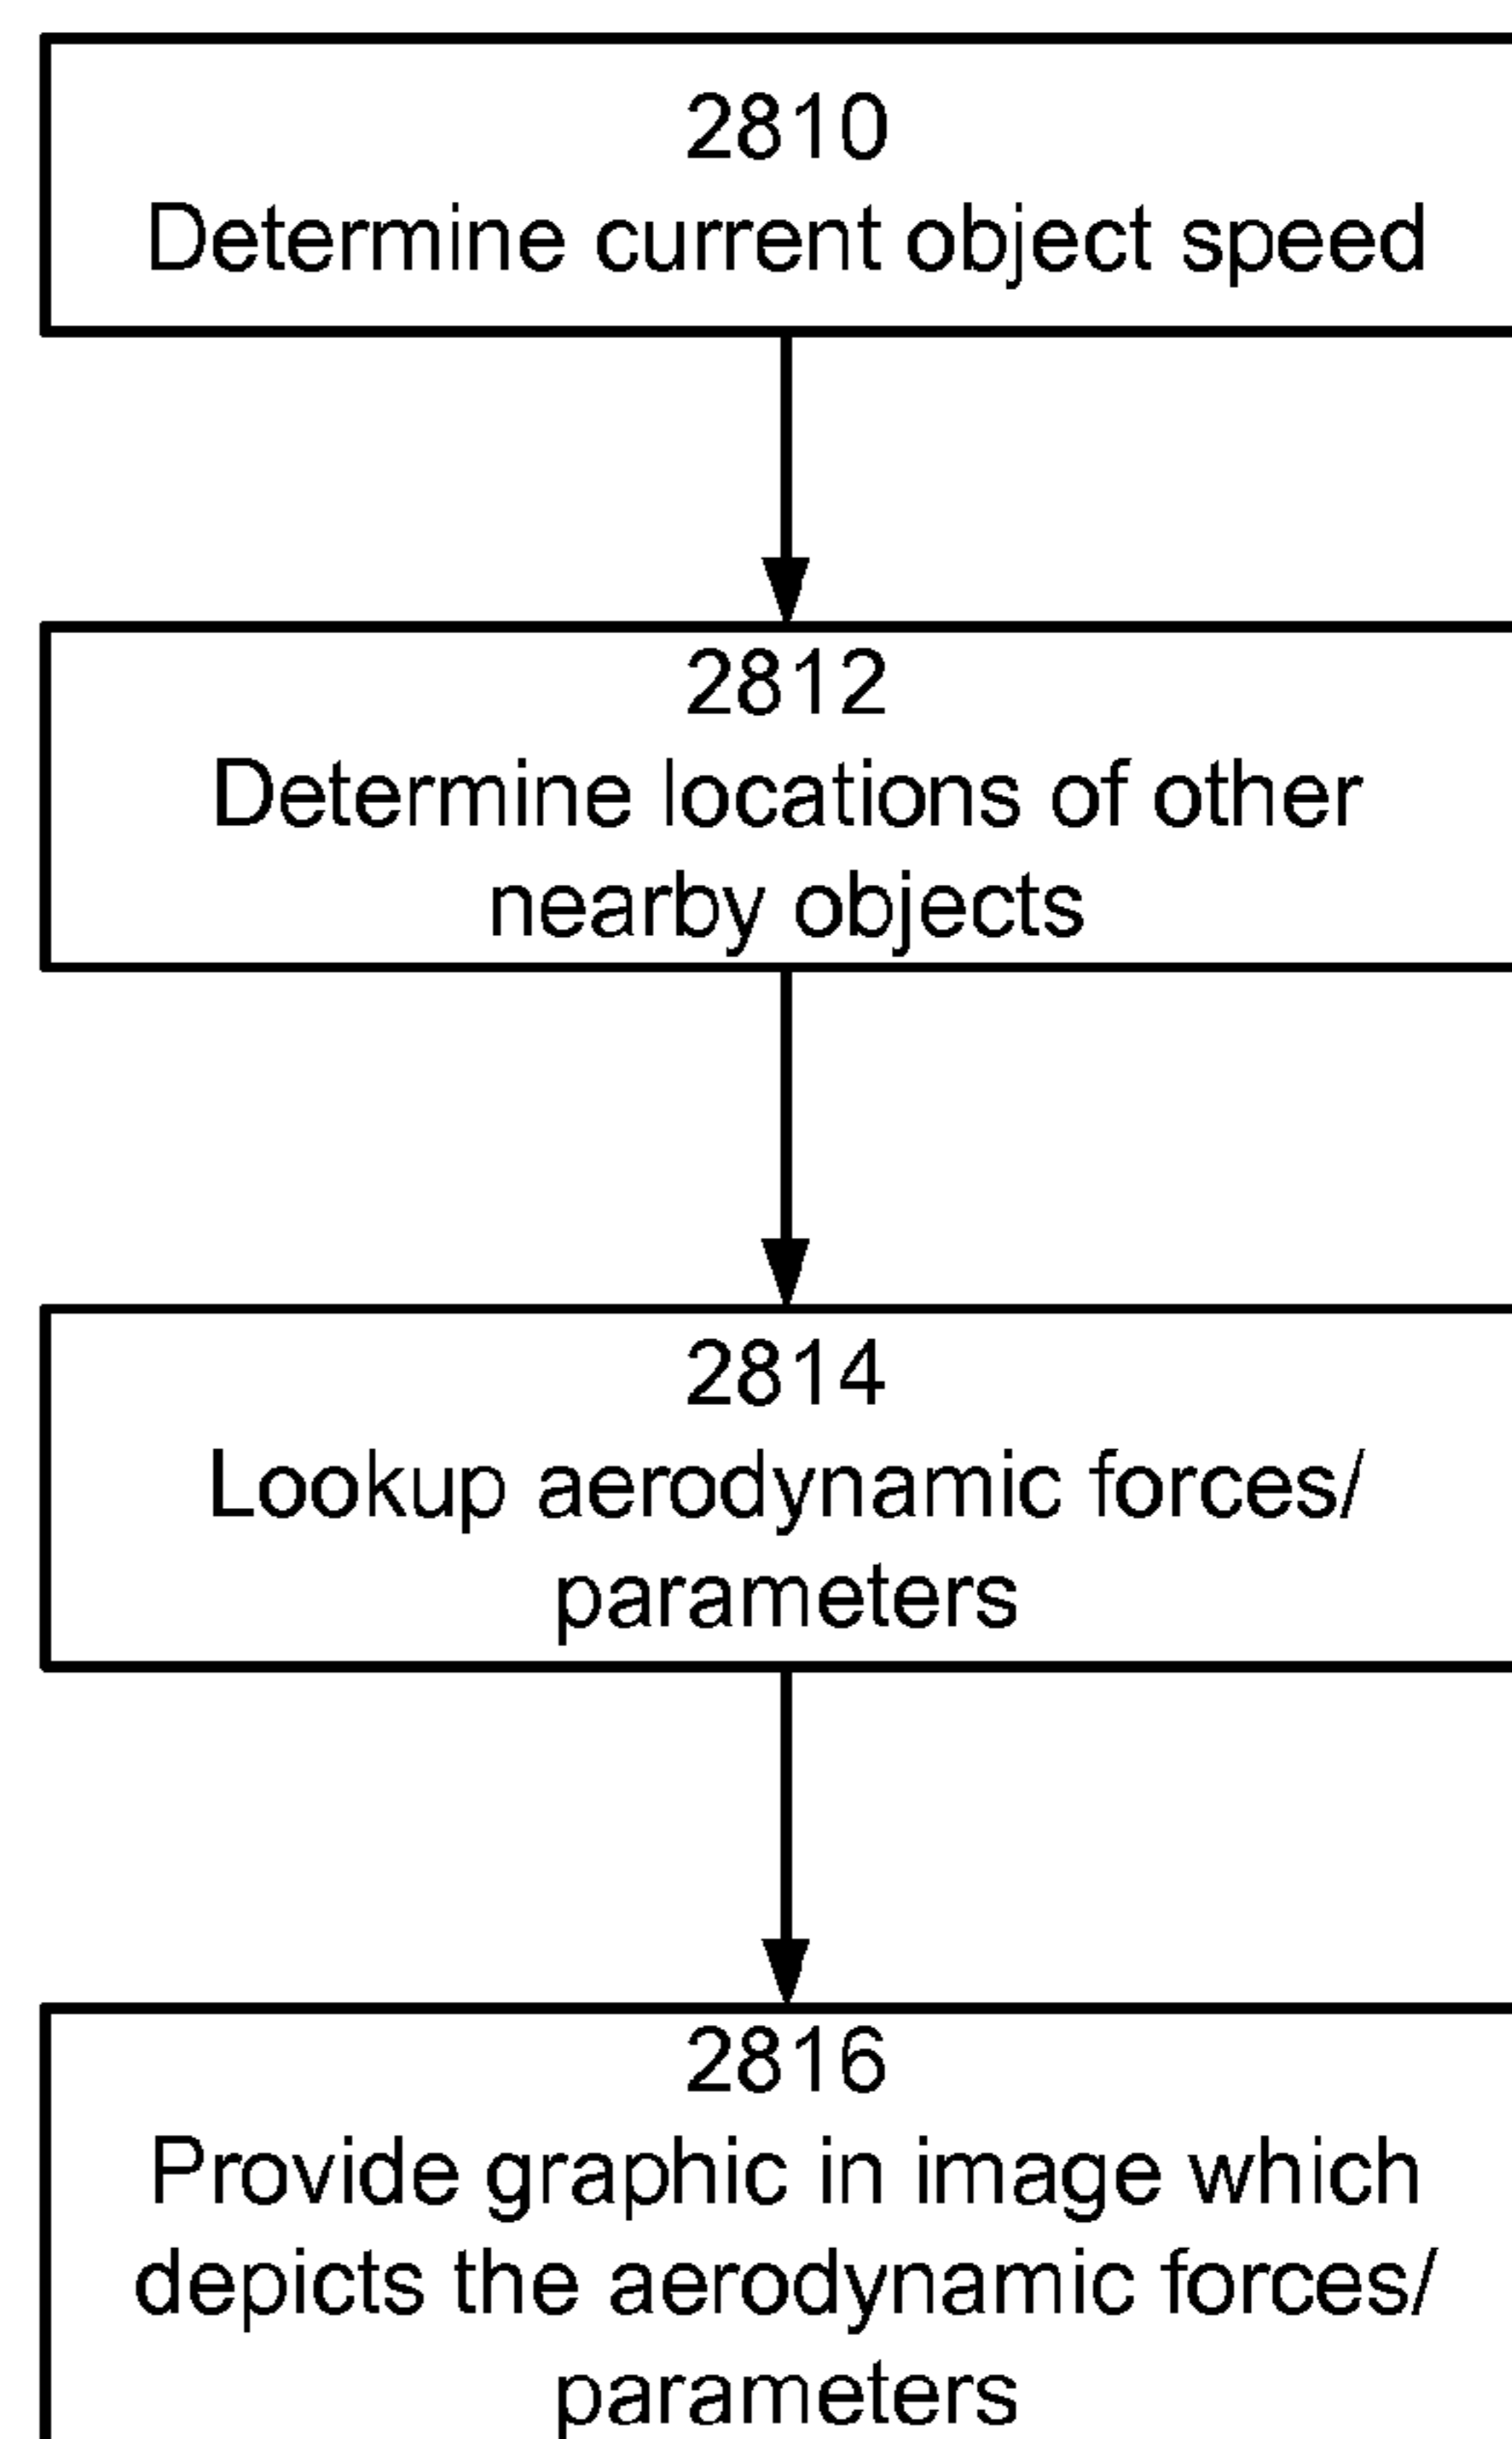 2810
Determine current object speed
2812
Determine locations of other
nearby objects
2814
Lookup aerodynamic forces/
parameters
2816
Provide graphic in image which
depicts the aerodynamic forces/
parameters